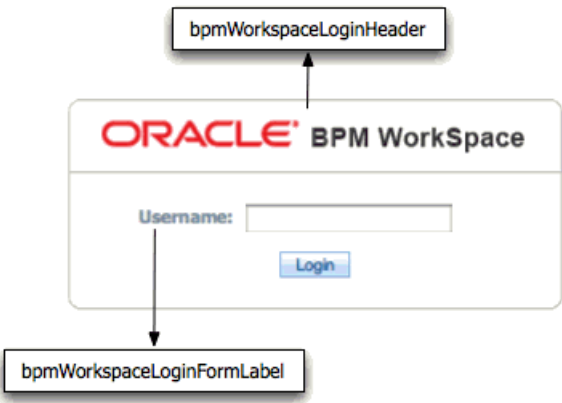 bpmWorkspaceLoginHeader
ORACLE® BPM WorkSpace
Username:
Login
bpmWorkspaceLoginFormLabel